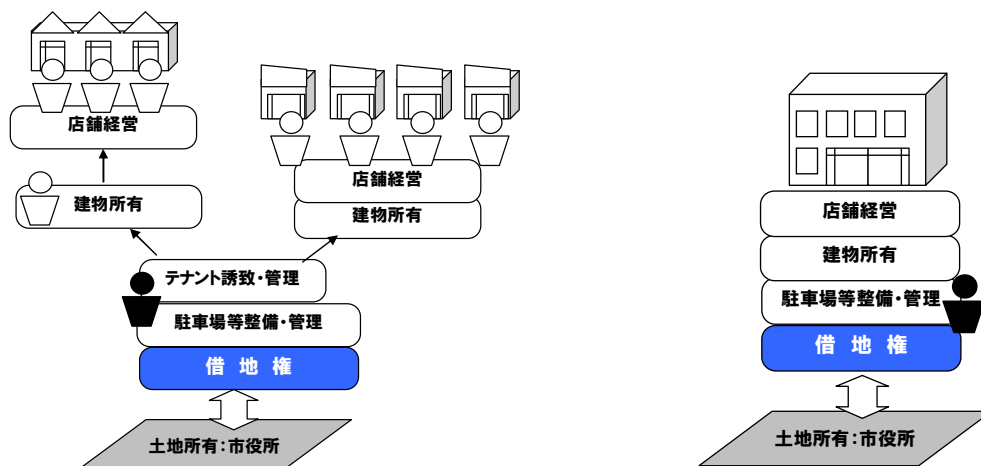 店舗経営
建物所有
店舗経営
建物所有
テナント誘致・管理
駐車場等整備・管理
借 地 権
土地所有：市役所
店舗経営
建物所有
駐車場等整備・管理
借 地 権
土地所有：市役所